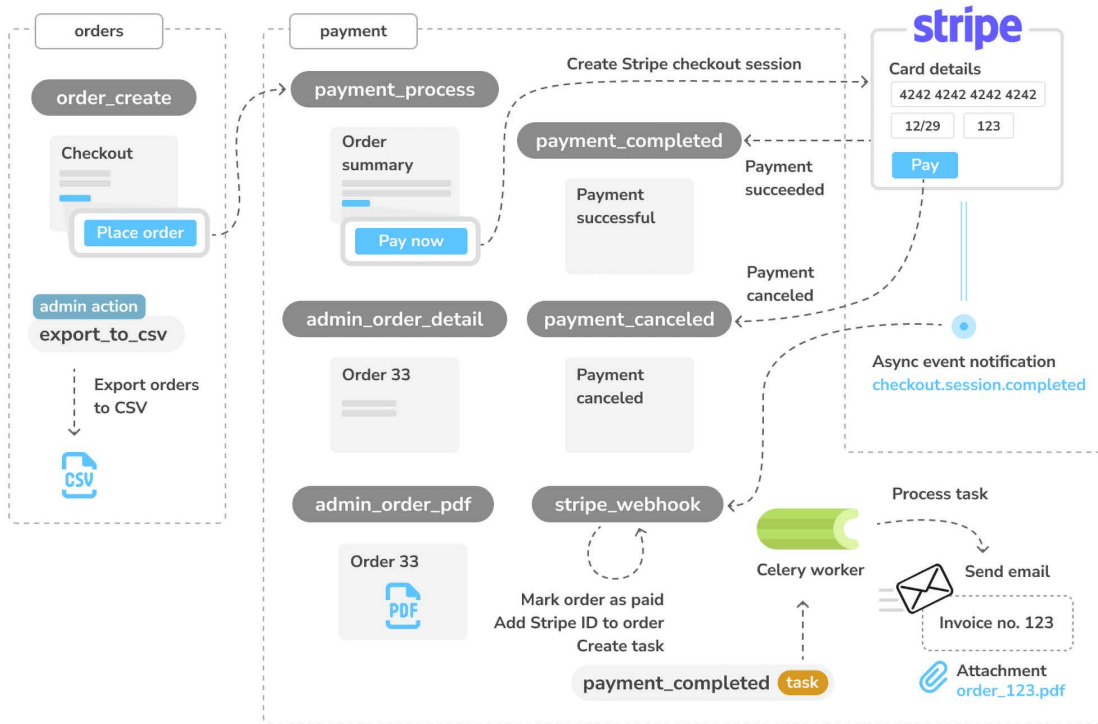 orders
order_create
Checkout
Place order
admin action
export_to_csv
Export orders
to CSV
CSV
payment
payment_process
Order
summary
Pay now
Create Stripe checkout session
payment_completed
Payment
succeeded
Payment
successful
admin_order_detail
Order 33
payment_canceled
Payment
canceled
Payment
canceled
admin_order_pdf
Order 33
PDF
stripe_webhook
Mark order as paid
Add Stripe ID to order
Create task
payment_completed task
Celery worker
Process task
Send email
Invoice no. 123
Attachment
order_123.pdf
stripe
Card details
4242 4242 4242 4242
12/29 123
Pay
Async event notification
checkout.session.completed